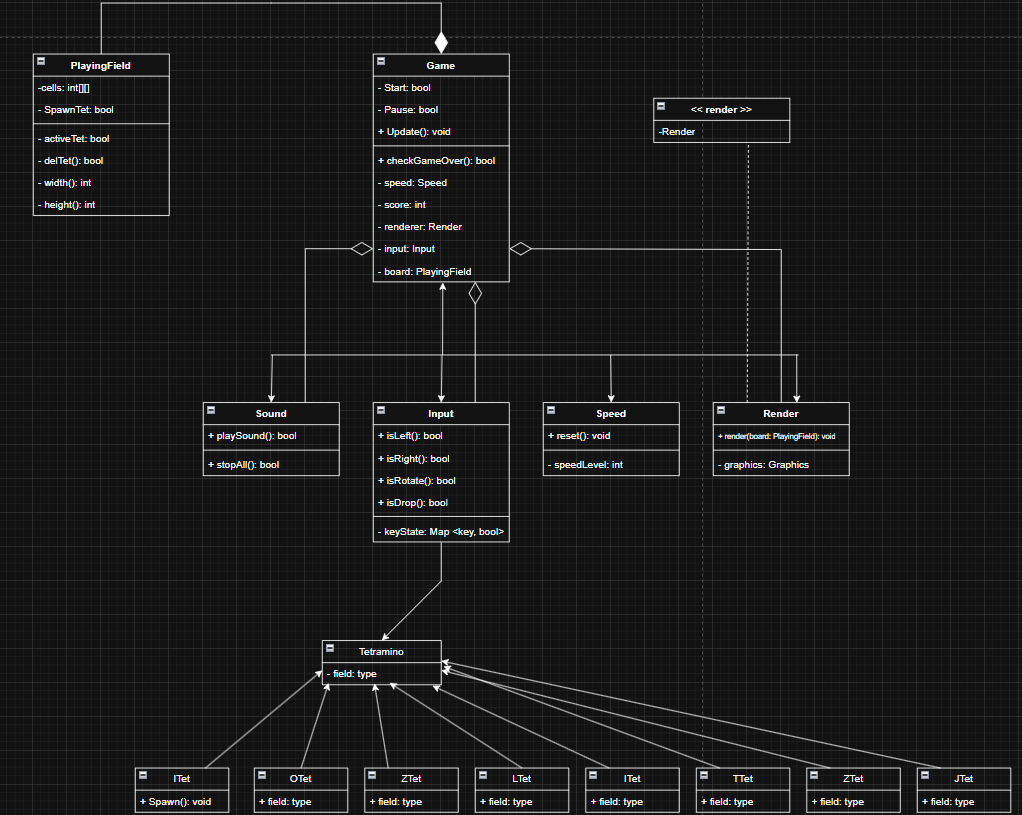 PlayingField
-cells: int[][]
- SpawnTet: bool
- activeTet: bool
- delTet(): bool
- width(): int
- height(): int
Game
- Start: bool
- Pause: bool
+ Update(): void
+ checkGameOver(): bool
- speed: Speed
- score: int
- renderer: Render
- input: Input
- board: PlayingField
<< render >>
-Render
Sound
+ playSound(): bool
+ stopAll(): bool
Input
+ isLeft(): bool
+ isRight(): bool
+ isRotate(): bool
+ isDrop(): bool
- keyState: Map <key, bool>
Speed
+ reset(): void
- speedLevel: int
Render
+ render(board: PlayingField): void
- graphics: Graphics
Tetramino
- field: type
ITet
+ Spawn(): void
OTet
+ field: type
ZTet
+ field: type
LTet
+ field: type
ITet
+ field: type
TTet
+ field: type
ZTet
+ field: type
JTet
+ field: type